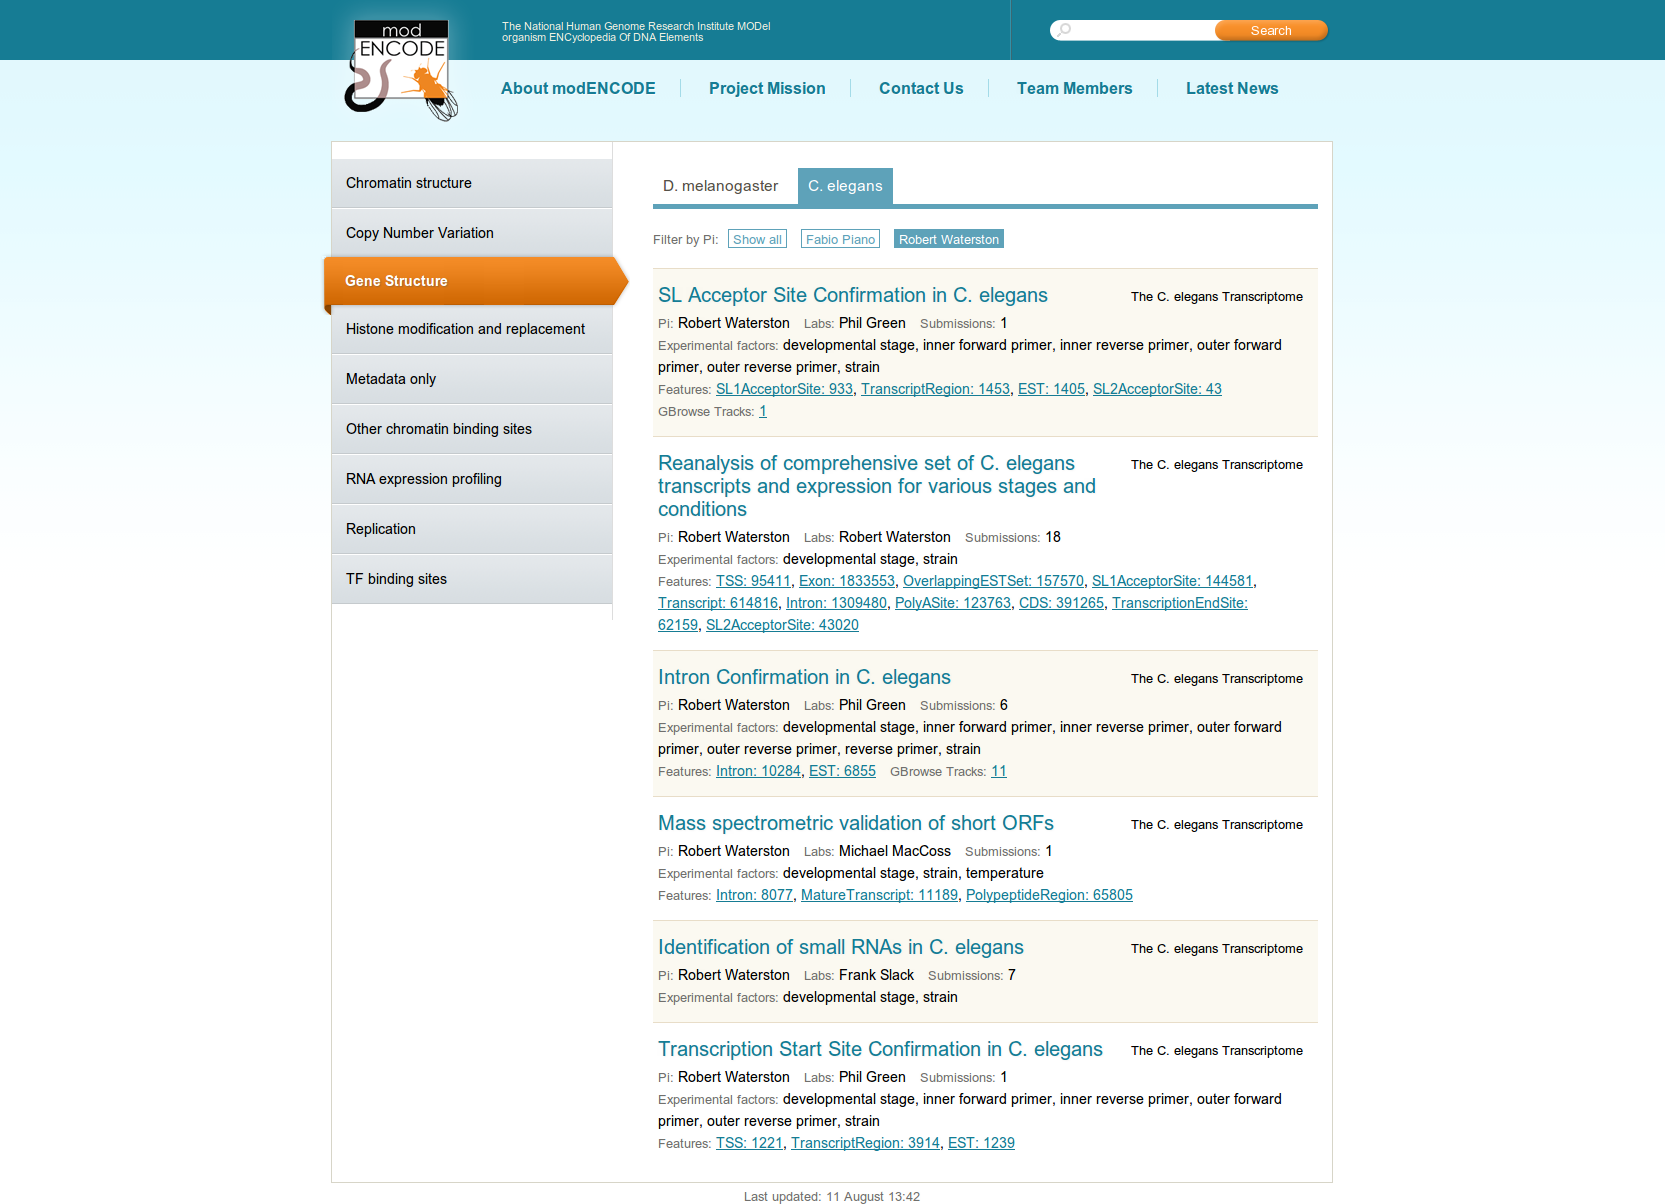 mod
ENCODE
The National Human Genome Research Institute MODel
organism ENCyclopedia Of DNA Elements
Search
About modENCODE
Project Mission
Contact Us
Team Members
Latest News
Chromatin structure
Copy Number Variation
Gene Structure
Histone modification and replacement
Metadata only
Other chromatin binding sites
RNA expression profiling
Replication
TF binding sites
D. melanogaster
C. elegans
Filter by Pi: Show all Fabio Piano Robert Waterston
SL Acceptor Site Confirmation in C. elegans
The C. elegans Transcriptome
Pi: Robert Waterston Labs: Phil Green Submissions: 1
Experimental factors: developmental stage, inner forward primer, inner reverse primer, outer forward
primer, outer reverse primer, strain
Features: SL1AcceptorSite: 933, TranscriptRegion: 1453, EST: 1405, SL2AcceptorSite: 43
GBrowse Tracks: 1
Reanalysis of comprehensive set of C. elegans
transcripts and expression for various stages and
conditions
The C. elegans Transcriptome
Pi: Robert Waterston Labs: Robert Waterston Submissions: 18
Experimental factors: developmental stage, strain
Features: TSS: 95411, Exon: 1833553, OverlappingESTSet: 157570, SL1AcceptorSite: 144581,
Transcript: 614816, Intron: 1309480, PolyASite: 123763, CDS: 391265, TranscriptionEndSite:
62159, SL2AcceptorSite: 43020
Intron Confirmation in C. elegans
The C. elegans Transcriptome
Pi: Robert Waterston Labs: Phil Green Submissions: 6
Experimental factors: developmental stage, inner forward primer, inner reverse primer, outer forward
primer, outer reverse primer, reverse primer, strain
Features: Intron: 10284, EST: 6855 GBrowse Tracks: 11
Mass spectrometric validation of short ORFs
The C. elegans Transcriptome
Pi: Robert Waterston Labs: Michael MacCoss Submissions: 1
Experimental factors: developmental stage, strain, temperature
Features: Intron: 8077, MatureTranscript: 11189, PolypeptideRegion: 65805
Identification of small RNAs in C. elegans
The C. elegans Transcriptome
Pi: Robert Waterston Labs: Frank Slack Submissions: 7
Experimental factors: developmental stage, strain
Transcription Start Site Confirmation in C. elegans
The C. elegans Transcriptome
Pi: Robert Waterston Labs: Phil Green Submissions: 1
Experimental factors: developmental stage, inner forward primer, inner reverse primer, outer forward
primer, outer reverse primer, strain
Features: TSS: 1221, TranscriptRegion: 3914, EST: 1239
Last updated: 11 August 13:42